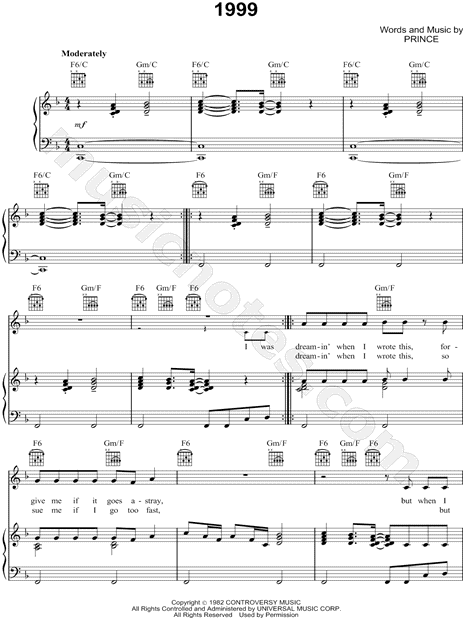 1999
Words and Music by
PRINCE
Moderately
F6/C Gm/C F6/C Gm/C F6/C
mf
F6/C Gm/C F6 Gm/F F6 Gm/F
F6 Gm/F F6 Gm/F F6 Gm/F
I was dream-in' when I wrote this, for-
dream-in' when I wrote this, so
F6 Gm/F F6 Gm/F F6
give me if it goes a-stray, but when I
sue me if I go too fast, but
Copyright © 1982 CONTROVERSY MUSIC
All Rights Controlled and Administered by UNIVERSAL MUSIC CORP.
All Rights Reserved Used by Permission
musicnotes.com